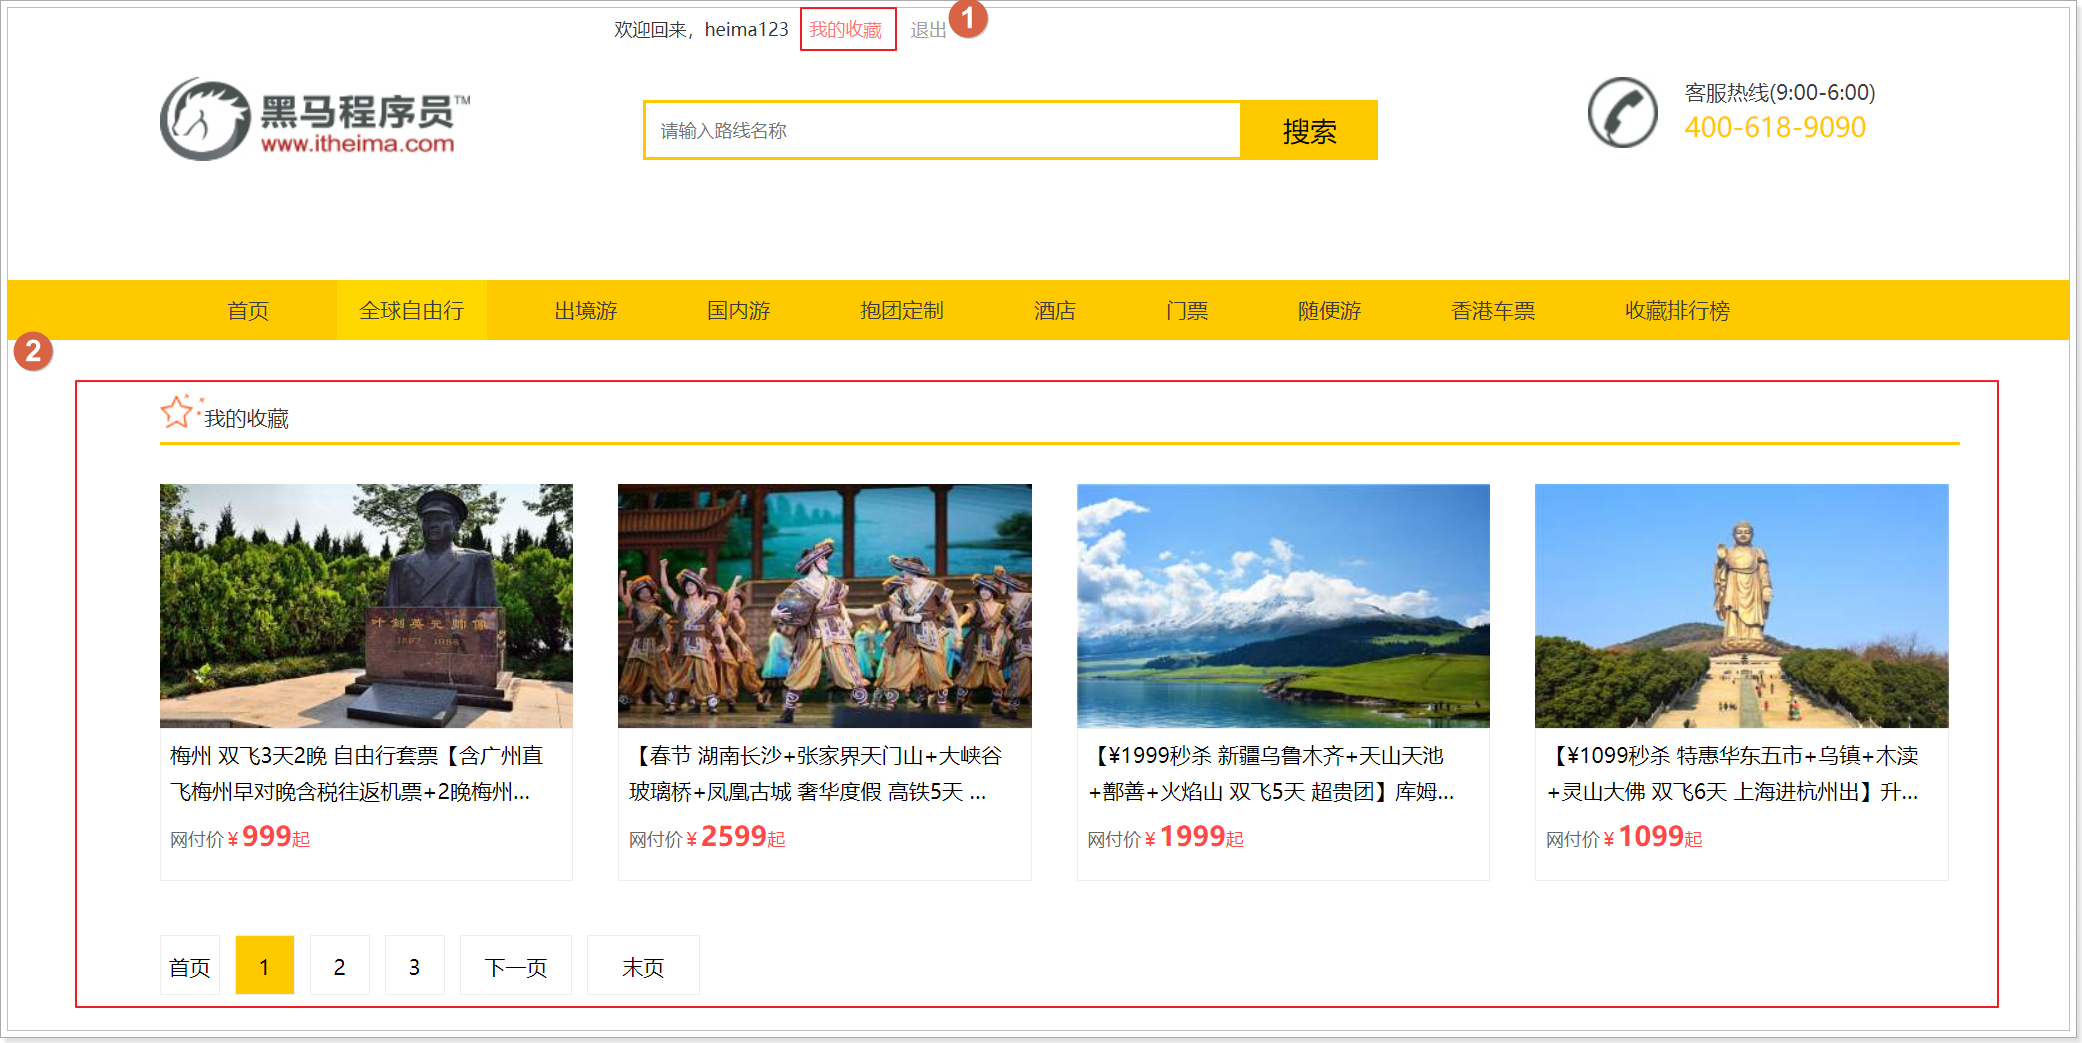 欢迎回来，heima123 我的收藏 退出 1
黑马程序员™
www.itheima.com
请输入路线名称 搜索
客服热线(9:00-6:00)
400-618-9090
首页 全球自由行 出境游 国内游 抱团定制 酒店 门票 随便游 香港车票 收藏排行榜
2
我的收藏
叶剑英元帅像
1897 1986
梅州 双飞3天2晚 自由行套票【含广州直
飞梅州早对晚含税往返机票+2晚梅州...
网付价¥999起
【春节 湖南长沙+张家界天门山+大峡谷
玻璃桥+凤凰古城 奢华度假 高铁5天 ...
网付价¥2599起
【¥1999秒杀 新疆乌鲁木齐+天山天池
+鄯善+火焰山 双飞5天 超贵团】库姆...
网付价¥1999起
【¥1099秒杀 特惠华东五市+乌镇+木渎
+灵山大佛 双飞6天 上海进杭州出】升...
网付价¥1099起
首页 1 2 3 下一页 末页